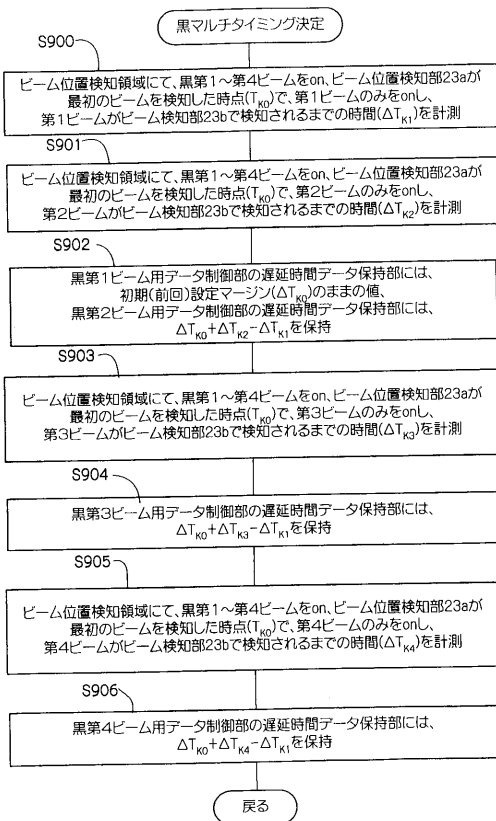 黒マルチタイミング決定
S900
ビーム位置検知領域にて、黒第1〜第4ビームをon、ビーム位置検知部23aが
最初のビームを検知した時点(T_K0)で、第1ビームのみをonし、
第1ビームがビーム検知部23bで検知されるまでの時間(ΔT_K1)を計測
S901
ビーム位置検知領域にて、黒第1〜第4ビームをon、ビーム位置検知部23aが
最初のビームを検知した時点(T_K0)で、第2ビームのみをonし、
第2ビームがビーム検知部23bで検知されるまでの時間(ΔT_K2)を計測
S902
黒第1ビーム用データ制御部の遅延時間データ保持部には、
初期(前回)設定マージン(ΔT_K0)のままの値、
黒第2ビーム用データ制御部の遅延時間データ保持部には、
ΔT_K0+ΔT_K2−ΔT_K1を保持
S903
ビーム位置検知領域にて、黒第1〜第4ビームをon、ビーム位置検知部23aが
最初のビームを検知した時点(T_K0)で、第3ビームのみをonし、
第3ビームがビーム検知部23bで検知されるまでの時間(ΔT_K3)を計測
S904
黒第3ビーム用データ制御部の遅延時間データ保持部には、
ΔT_K0+ΔT_K3−ΔT_K1を保持
S905
ビーム位置検知領域にて、黒第1〜第4ビームをon、ビーム位置検知部23aが
最初のビームを検知した時点(T_K0)で、第4ビームのみをonし、
第4ビームがビーム検知部23bで検知されるまでの時間(ΔT_K4)を計測
S906
黒第4ビーム用データ制御部の遅延時間データ保持部には、
ΔT_K0+ΔT_K4−ΔT_K1を保持
戻る